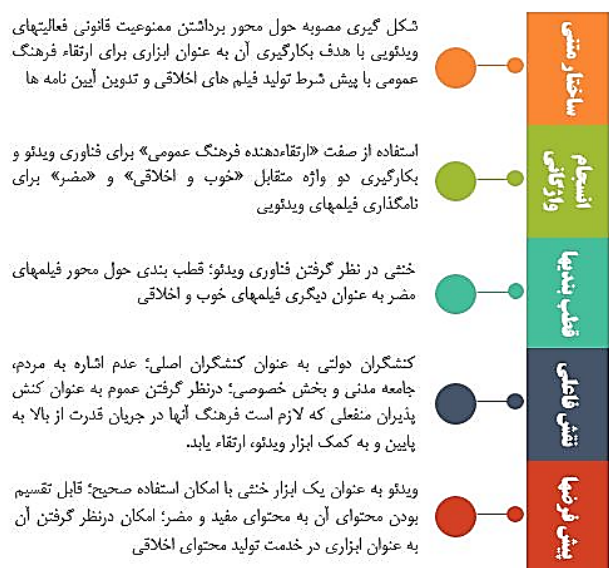 ساختار متنی
شکل گیری مصوبه حول محور برداشتن ممنوعیت قانونی فعالیتهای
ویدئویی با هدف بکارگیری آن به عنوان ابزاری برای ارتقاء فرهنگ
عمومی با پیش شرط تولید فیلم های اخلاقی و تدوین آیین نامه ها
انسجام
واژگانی
استفاده از صفت «ارتقاءدهنده فرهنگ عمومی» برای فناوری ویدئو و
بکارگیری دو واژه متقابل «خوب و اخلاقی» و «مضر» برای
نامگذاری فیلمهای ویدئویی
قطب بندیها
خنثی در نظر گرفتن فناوری ویدئو؛ قطب بندی حول محور فیلمهای
مضر به عنوان دیگری فیلمهای خوب و اخلاقی
نقش فاعلی
کنشگران دولتی به عنوان کنشگران اصلی؛ عدم اشاره به مردم،
جامعه مدنی و بخش خصوصی؛ درنظر گرفتن عموم به عنوان کنش
پذیران منفعلی که لازم است فرهنگ آنها در جریان قدرت از بالا به
پایین و به کمک ابزار ویدئو، ارتقاء یابد.
پیش فرضها
ویدئو به عنوان یک ابزار خنثی با امکان استفاده صحیح؛ قابل تقسیم
بودن محتوای آن به محتوای مفید و مضر؛ امکان درنظر گرفتن آن
به عنوان ابزاری در خدمت تولید محتوای اخلاقی